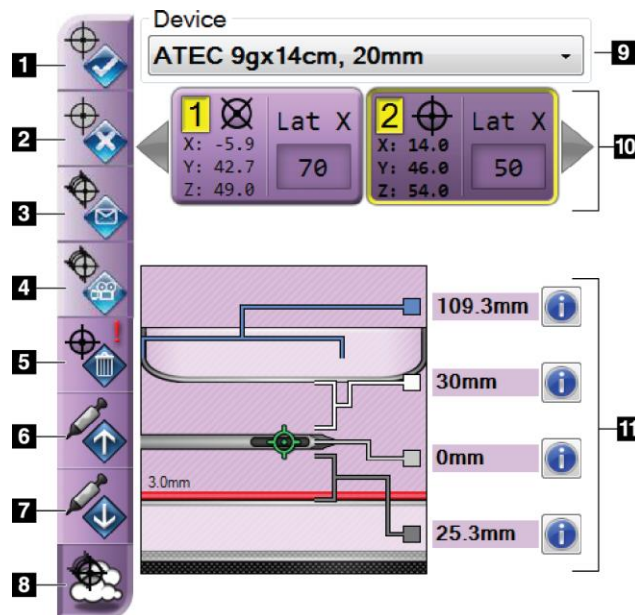 Device
1
ATEC 9gx14cm, 20mm
9
2
1 Lat X
X: -5.9
Y: 42.7
Z: 49.0
70
2 Lat X
X: 14.0
Y: 46.0
Z: 54.0
50
10
3
4
109.3mm
5
!
30mm
6
0mm
11
7
3.0mm
25.3mm
8